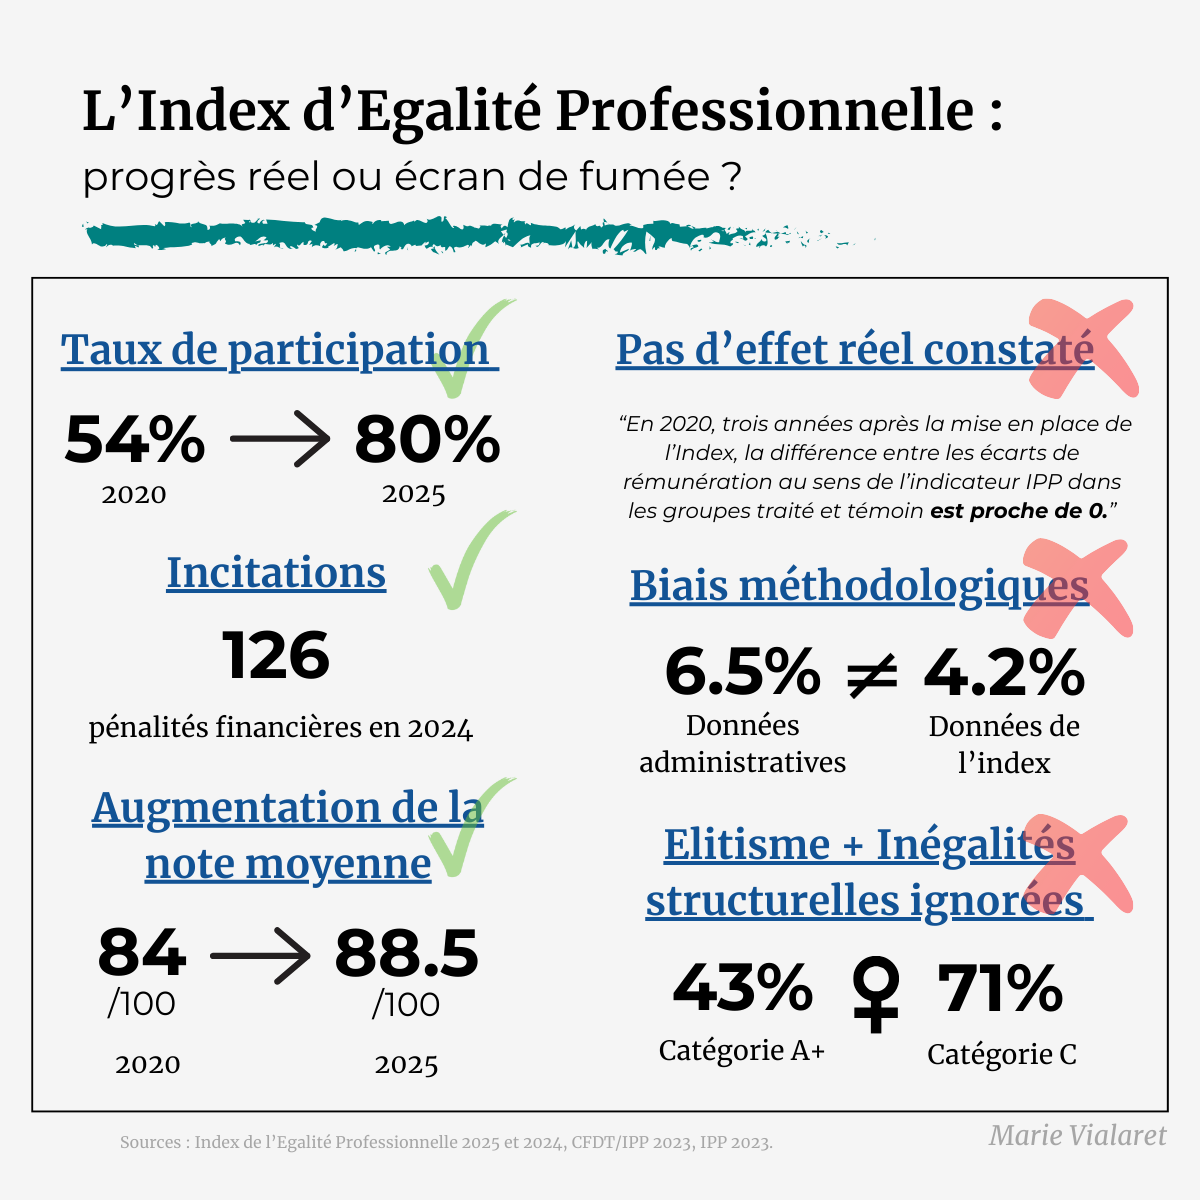 L’Index d’Egalité Professionnelle :
progrès réel ou écran de fumée ?
Taux de participation
54% → 80%
2020 2025
Incitations
126
pénalités financières en 2024
Augmentation de la
note moyenne
84 → 88.5
/100 /100
2020 2025
Pas d’effet réel constaté
“En 2020, trois années après la mise en place de
l’Index, la différence entre les écarts de
rémunération au sens de l’indicateur IPP dans
les groupes traité et témoin est proche de 0.”
Biais méthodologiques
6.5% ≠ 4.2%
Données Données de
administratives l’index
Elitisme + Inégalités
structurelles ignorées
43% ♀ 71%
Catégorie A+ Catégorie C
Sources : Index de l’Egalité Professionnelle 2025 et 2024, CFDT/IPP 2023, IPP 2023.
Marie Vialaret